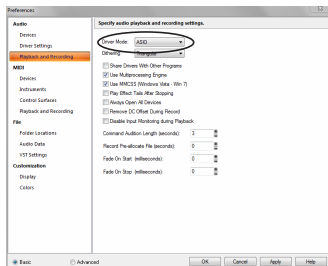 Preferences
Audio
Devices
Driver Settings
Playback and Recording
MIDI
Devices
Instruments
Control Surfaces
Playback and Recording
File
Folder Locations
Audio Data
VST Settings
Customization
Display
Colors
Basic
Advanced
Specify audio playback and recording settings.
Driver Mode: ASIO
Dithering: Triangular
Share Drivers With Other Programs
Use Multiprocessing Engine
Use MMCSS (Windows Vista - Win 7)
Play Effect Tails After Stopping
Always Open All Devices
Remove DC Offset During Record
Disable Input Monitoring during Playback
Command Audition Length (seconds): 3
Record Pre-allocate File (seconds): 0
Fade On Start (milliseconds): 0
Fade On Stop (milliseconds): 0
OK
Cancel
Apply
Help